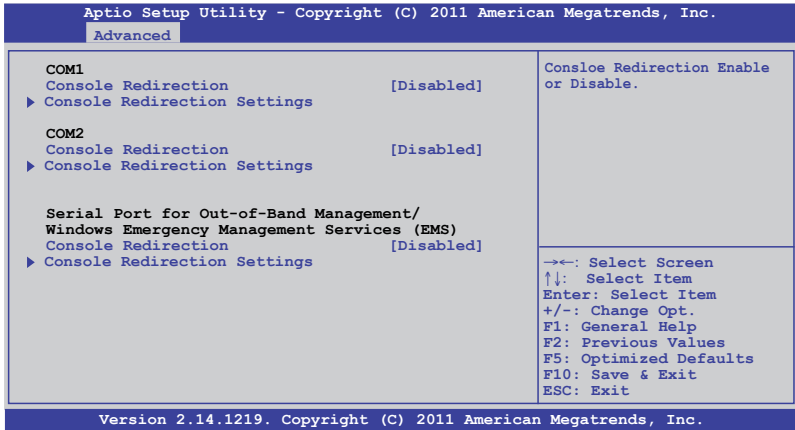 Aptio Setup Utility - Copyright (C) 2011 American Megatrends, Inc.
Advanced
COM1
Console Redirection [Disabled]
Console Redirection Settings
COM2
Console Redirection [Disabled]
Console Redirection Settings
Serial Port for Out-of-Band Management/
Windows Emergency Management Services (EMS)
Console Redirection [Disabled]
Console Redirection Settings
Consloe Redirection Enable
or Disable.
→←: Select Screen
↑↓: Select Item
Enter: Select Item
+/-: Change Opt.
F1: General Help
F2: Previous Values
F5: Optimized Defaults
F10: Save & Exit
ESC: Exit
Version 2.14.1219. Copyright (C) 2011 American Megatrends, Inc.